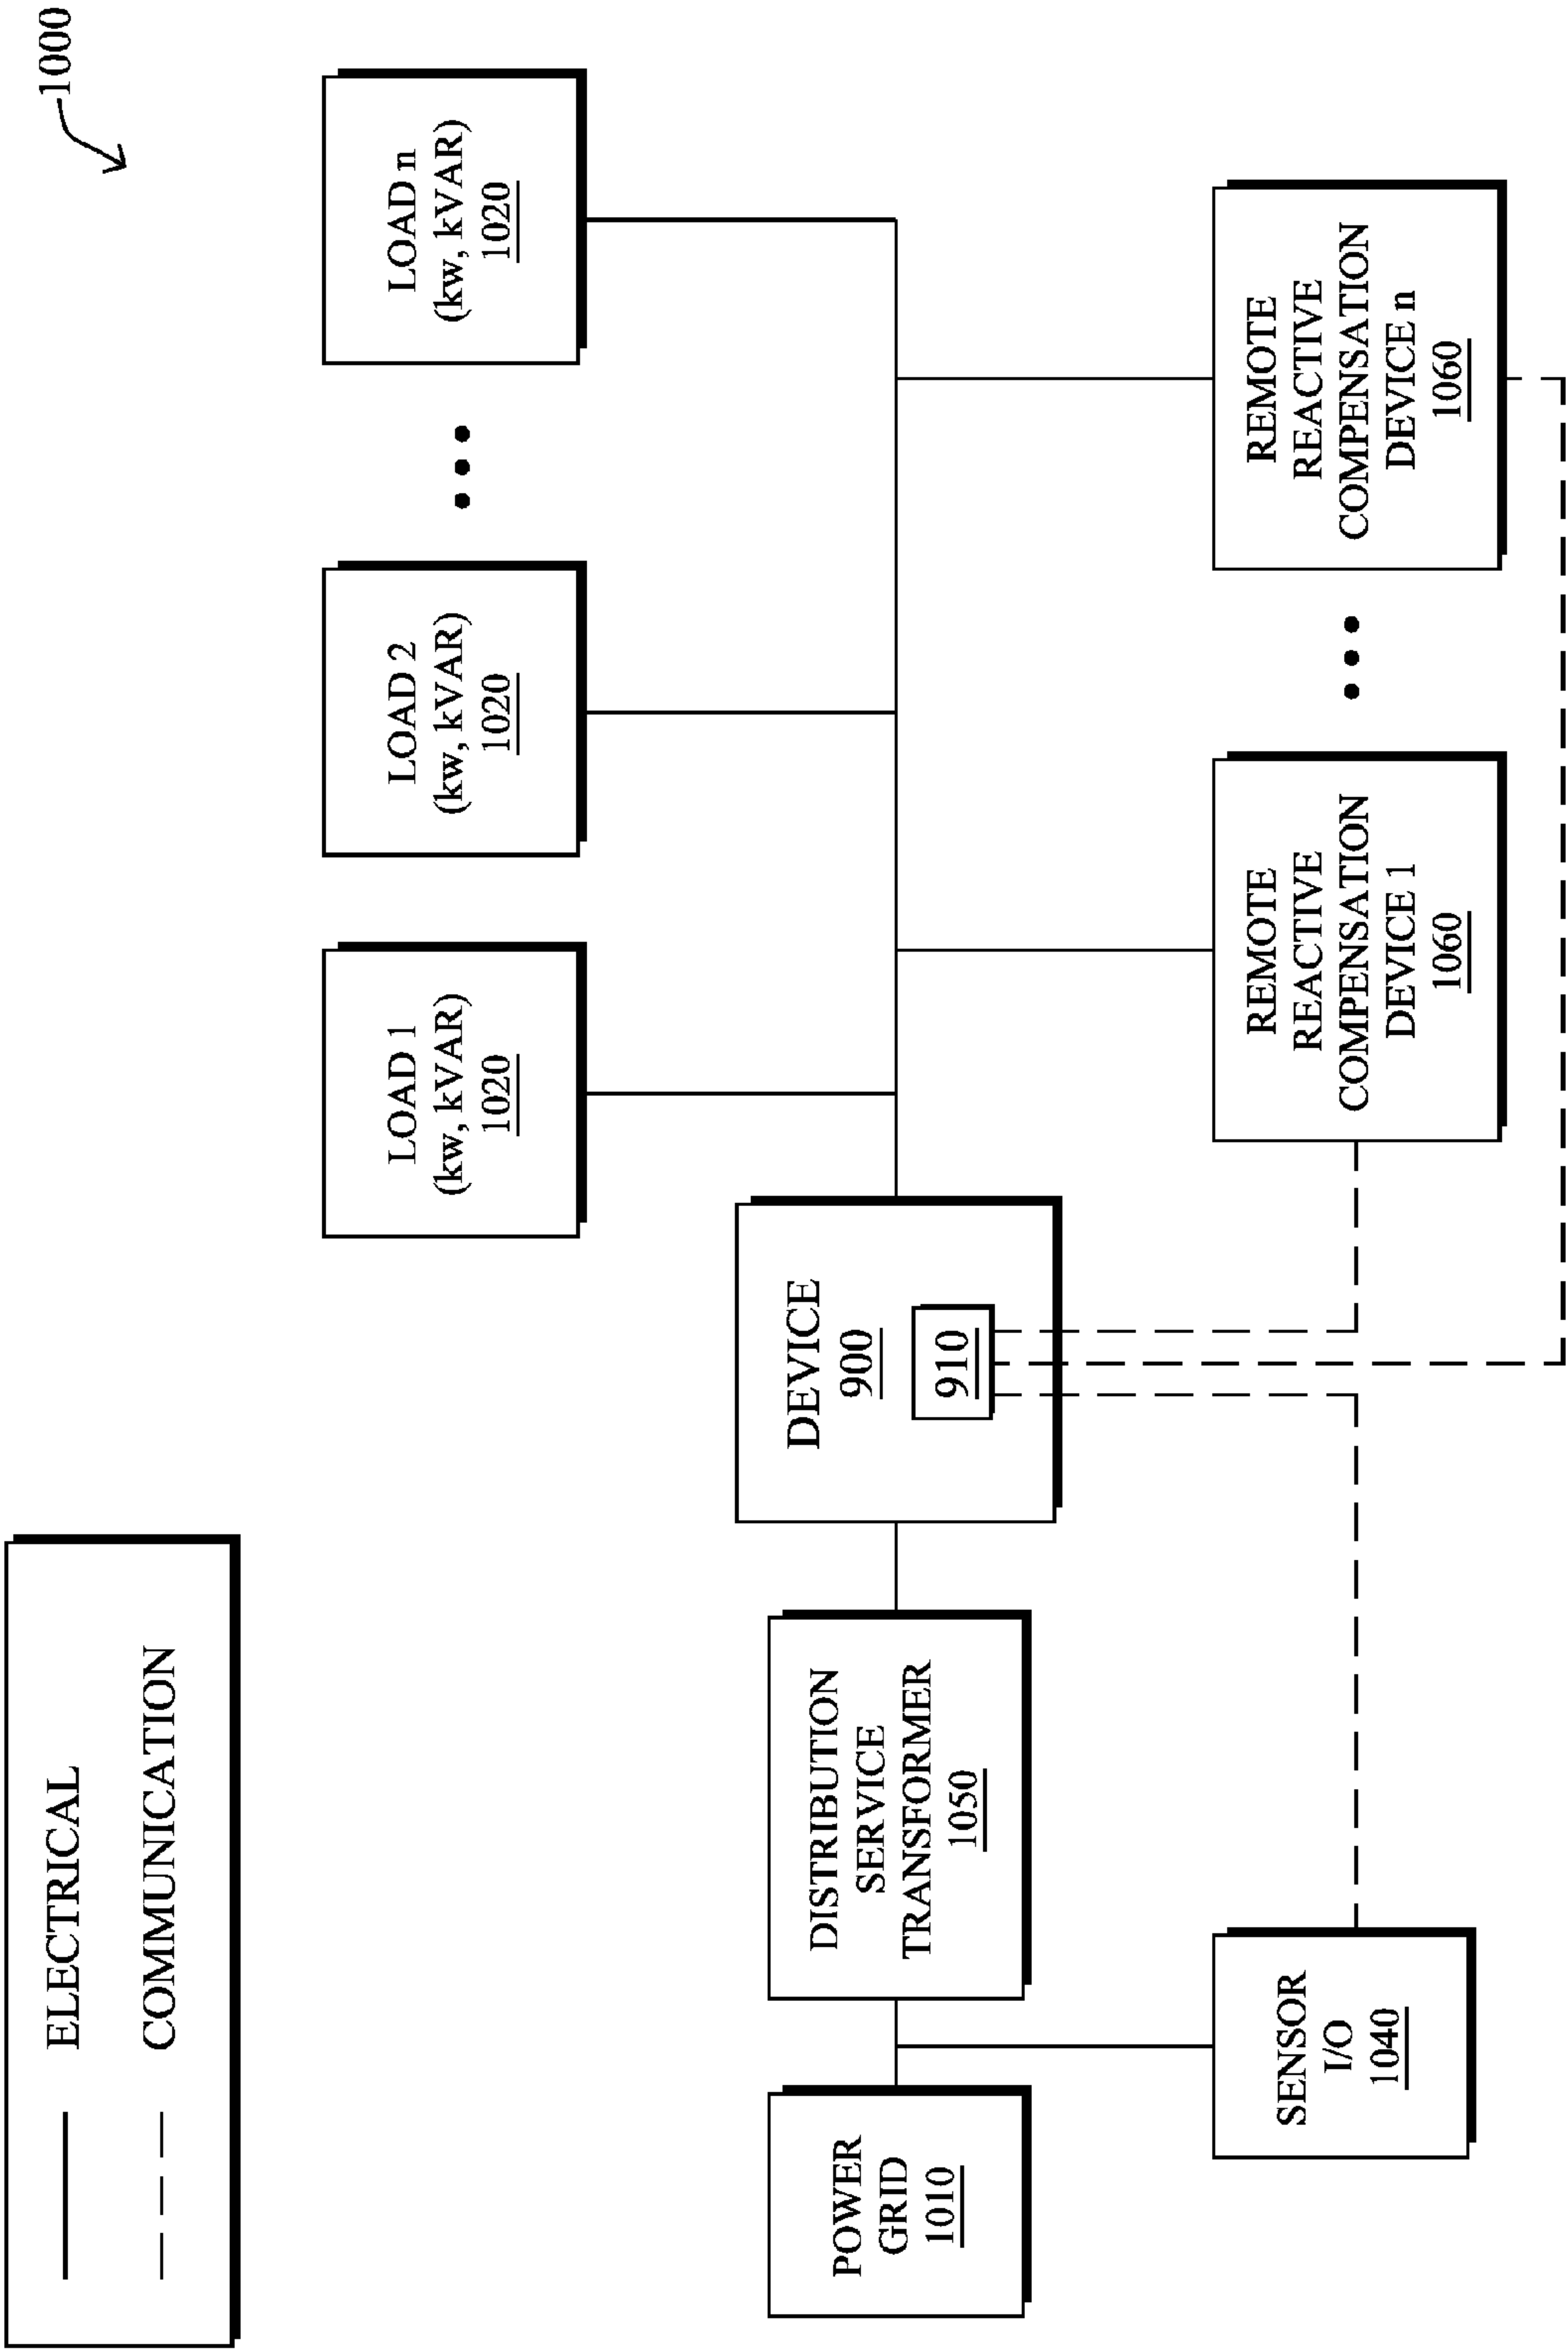 1000
ELECTRICAL
COMMUNICATION
LOAD 1
(kw, kVAR)
1020
LOAD 2
(kw, kVAR)
1020
LOAD n
(kw, kVAR)
1020
POWER
GRID
1010
DISTRIBUTION
SERVICE
TRANSFORMER
1050
DEVICE
900
910
SENSOR
I/O
1040
REMOTE
REACTIVE
COMPENSATION
DEVICE 1
1060
REMOTE
REACTIVE
COMPENSATION
DEVICE n
1060